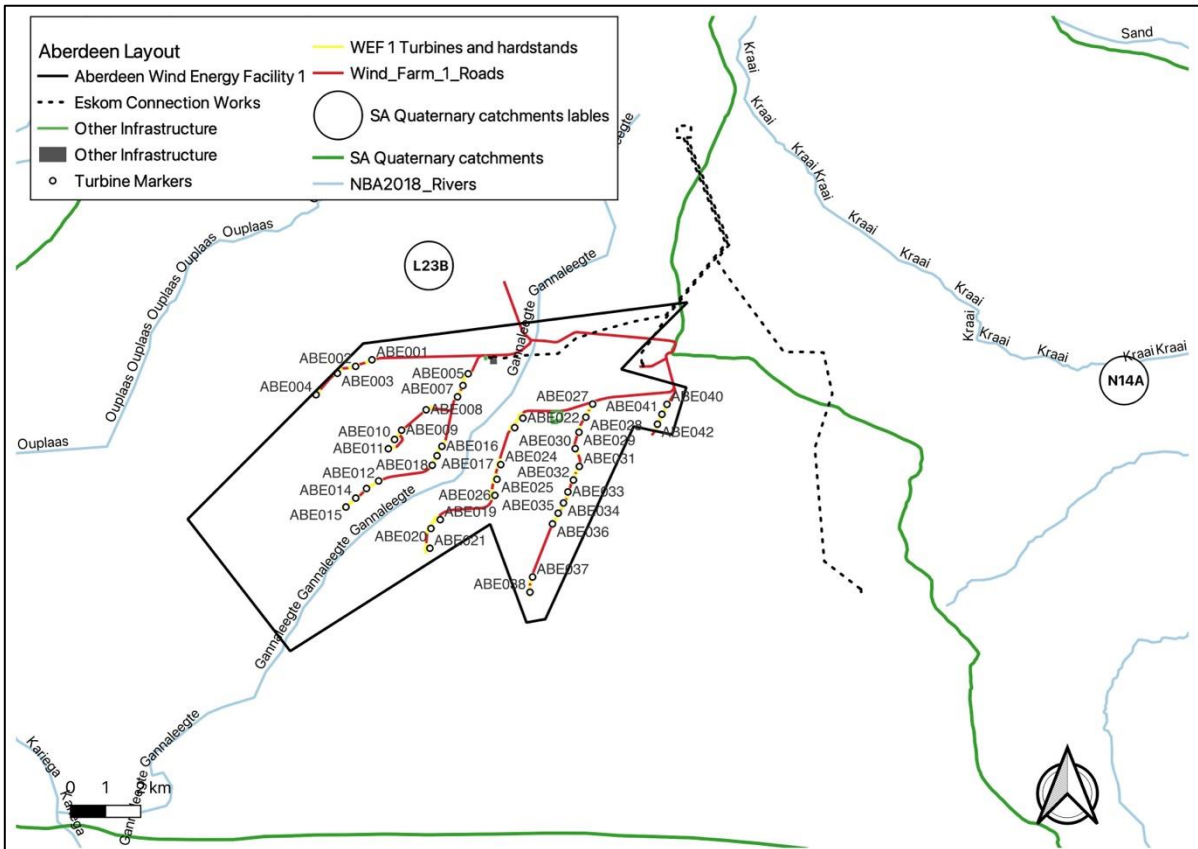 Aberdeen Layout
Aberdeen Wind Energy Facility 1
Eskom Connection Works
Other Infrastructure
Other Infrastructure
Turbine Markers
WEF 1 Turbines and hardstands
Wind_Farm_1_Roads
SA Quaternary catchments lables
SA Quaternary catchments
NBA2018_Rivers
Sand
Kraai
Kraai
Kraai Kraai
Kraai
Kraai
Kraai
Kraai
Kraai
Kraai
Kraai
Kraai Kraai
N14A
Ouplaas
Ouplaas
Ouplaas
Ouplaas
Ouplaas
Ouplaas
Ouplaas
L23B
Gannaleegte
Gannaleegte
ABE001
ABE002
ABE003
ABE004
ABE005
ABE007
ABE008
ABE009
ABE010
ABE011
ABE012
ABE014
ABE015
ABE016
ABE017
ABE018
ABE019
ABE020
ABE021
ABE022
ABE024
ABE025
ABE026
ABE027
ABE028
ABE029
ABE030
ABE031
ABE032
ABE033
ABE034
ABE035
ABE036
ABE037
ABE038
ABE040
ABE041
ABE042
Gannaleegte
Gannaleegte
Gannaleegte
Gannaleegte
Gannaleegte
Gannaleegte
Kariega
Kariega
0 1 km